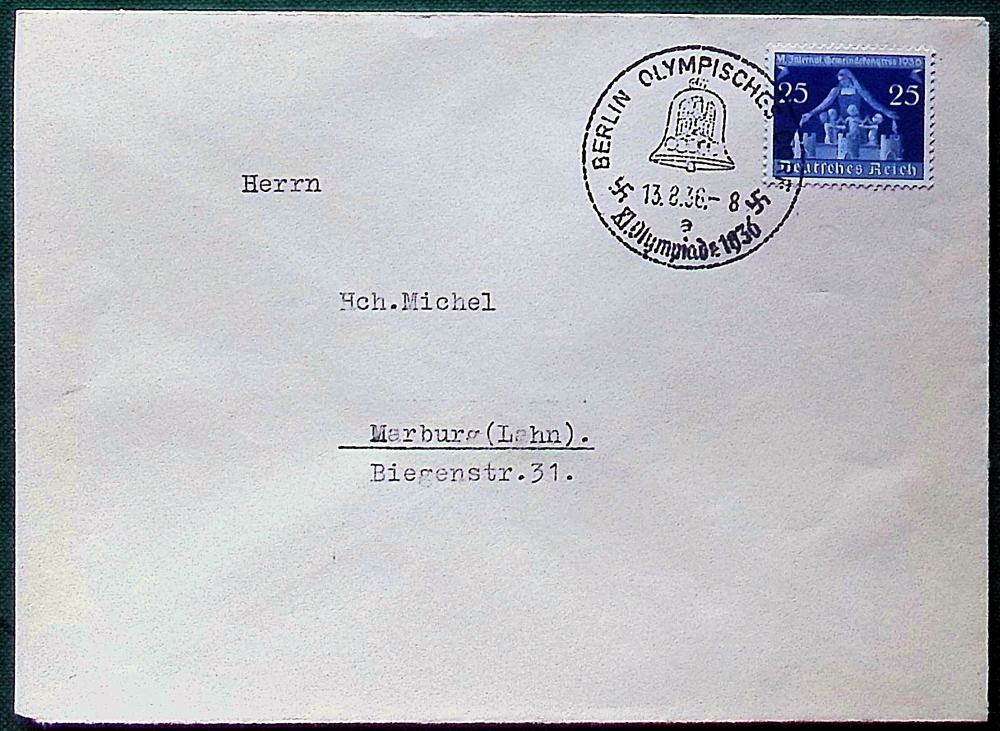 BERLIN OLYMPISCHES
13.8.36.- 8
a
XI.Olympiade 1936
VI. Internat. Gemeindekongress 1936
25 25
Deutsches Reich
Herrn
Hch.Michel
Marburg(Lahn).
Biegenstr.31.